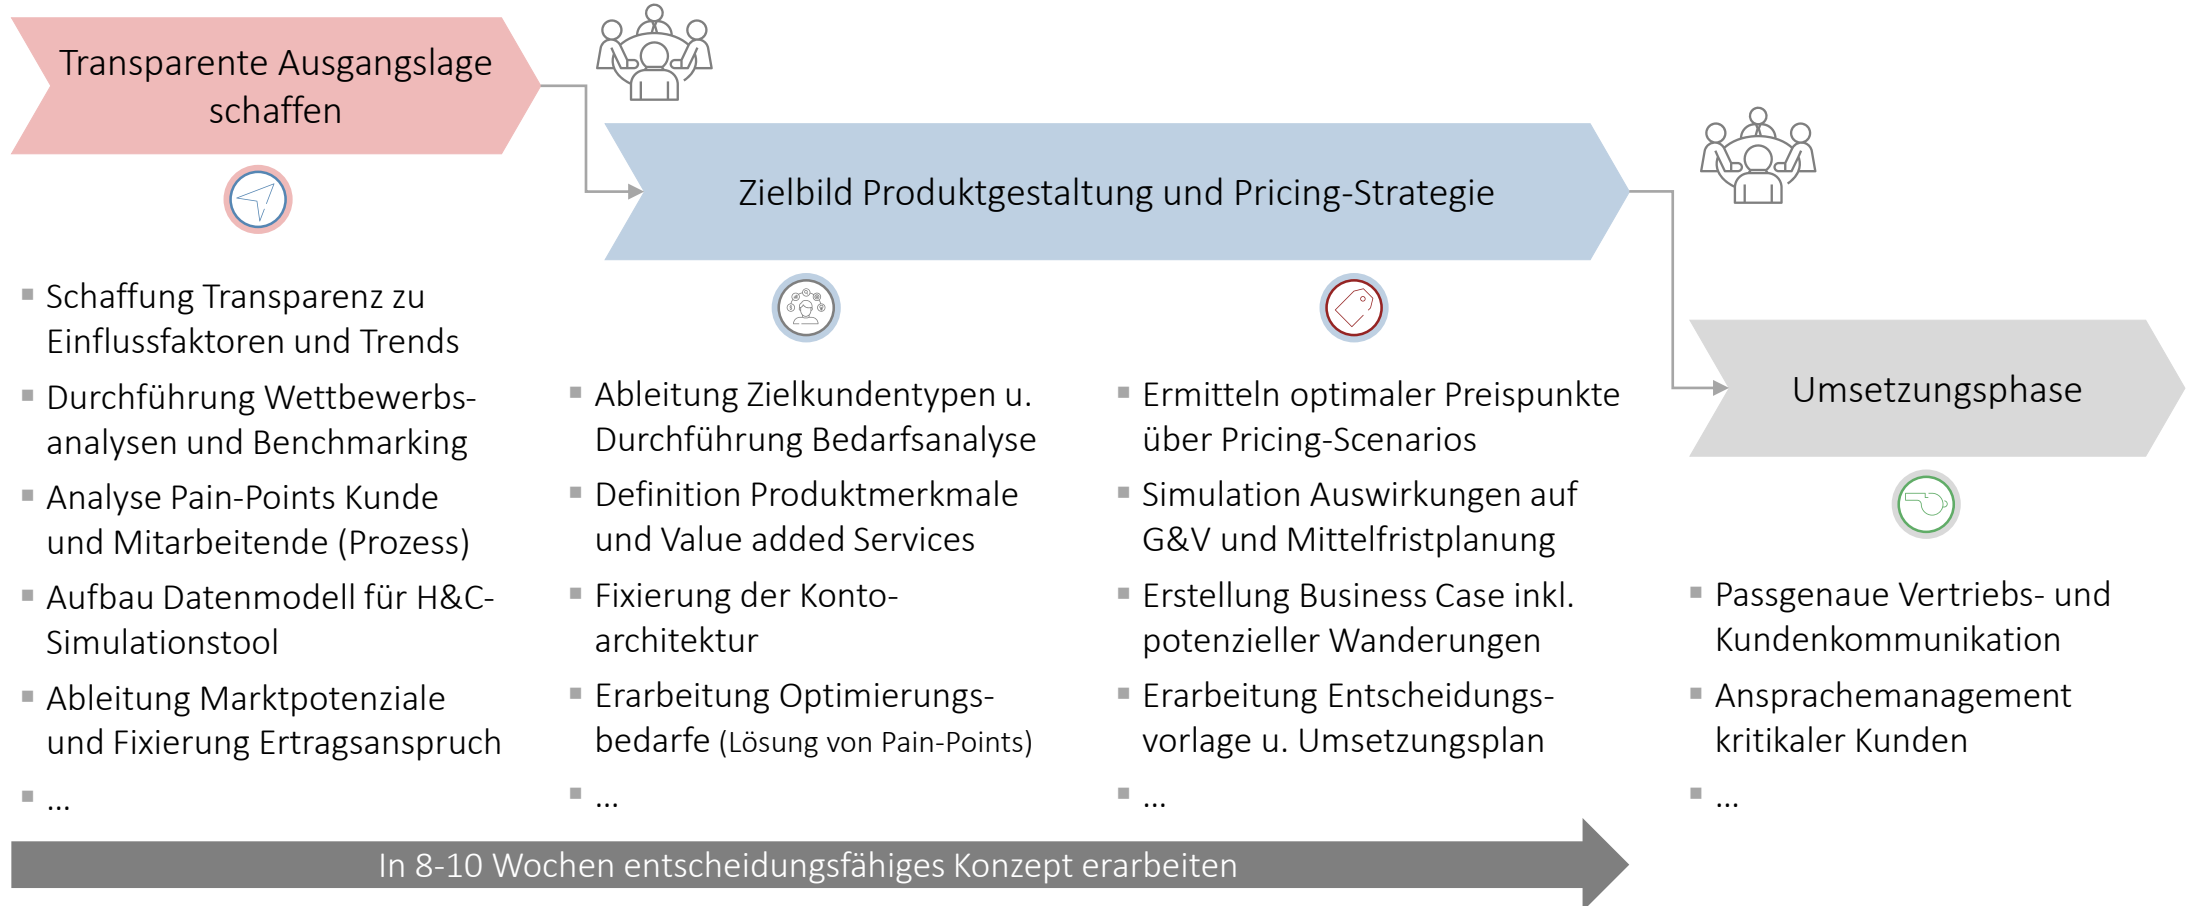 Transparente Ausgangslage
schaffen
▪ Schaffung Transparenz zu
Einflussfaktoren und Trends
▪ Durchführung Wettbewerbs-
analysen und Benchmarking
▪ Analyse Pain-Points Kunde
und Mitarbeitende (Prozess)
▪ Aufbau Datenmodell für H&C-
Simulationstool
▪ Ableitung Marktpotenziale
und Fixierung Ertragsanspruch
▪ ...
Zielbild Produktgestaltung und Pricing-Strategie
▪ Ableitung Zielkundentypen u.
Durchführung Bedarfsanalyse
▪ Definition Produktmerkmale
und Value added Services
▪ Fixierung der Konto-
architektur
▪ Erarbeitung Optimierungs-
bedarfe (Lösung von Pain-Points)
▪ ...
▪ Ermitteln optimaler Preispunkte
über Pricing-Scenarios
▪ Simulation Auswirkungen auf
G&V und Mittelfristplanung
▪ Erstellung Business Case inkl.
potenzieller Wanderungen
▪ Erarbeitung Entscheidungs-
vorlage u. Umsetzungsplan
▪ ...
Umsetzungsphase
▪ Passgenaue Vertriebs- und
Kundenkommunikation
▪ Ansprachemanagement
kritikaler Kunden
▪ ...
In 8-10 Wochen entscheidungsfähiges Konzept erarbeiten